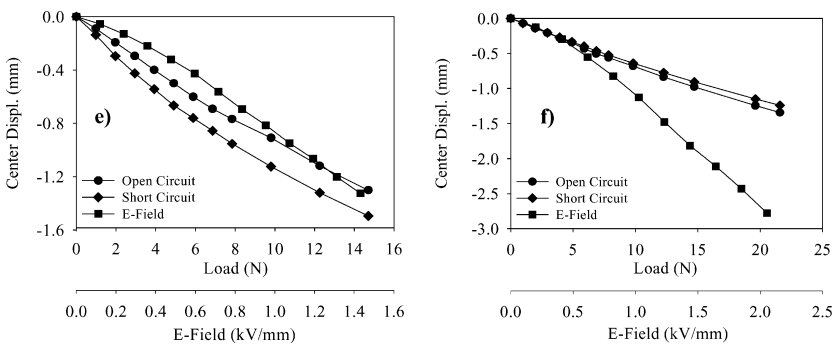 0.0
-0.4
-0.8
-1.2
-1.6
Center Displ. (mm)
e)
Open Circuit
Short Circuit
E-Field
0 2 4 6 8 10 12 14 16
Load (N)
0.0 0.2 0.4 0.6 0.8 1.0 1.2 1.4 1.6
E-Field (kV/mm)
0.0
-0.5
-1.0
-1.5
-2.0
-2.5
-3.0
Center Displ. (mm)
f)
Open Circuit
Short Circuit
E-Field
0 5 10 15 20 25
Load (N)
0.0 0.5 1.0 1.5 2.0 2.5
E-Field (kV/mm)